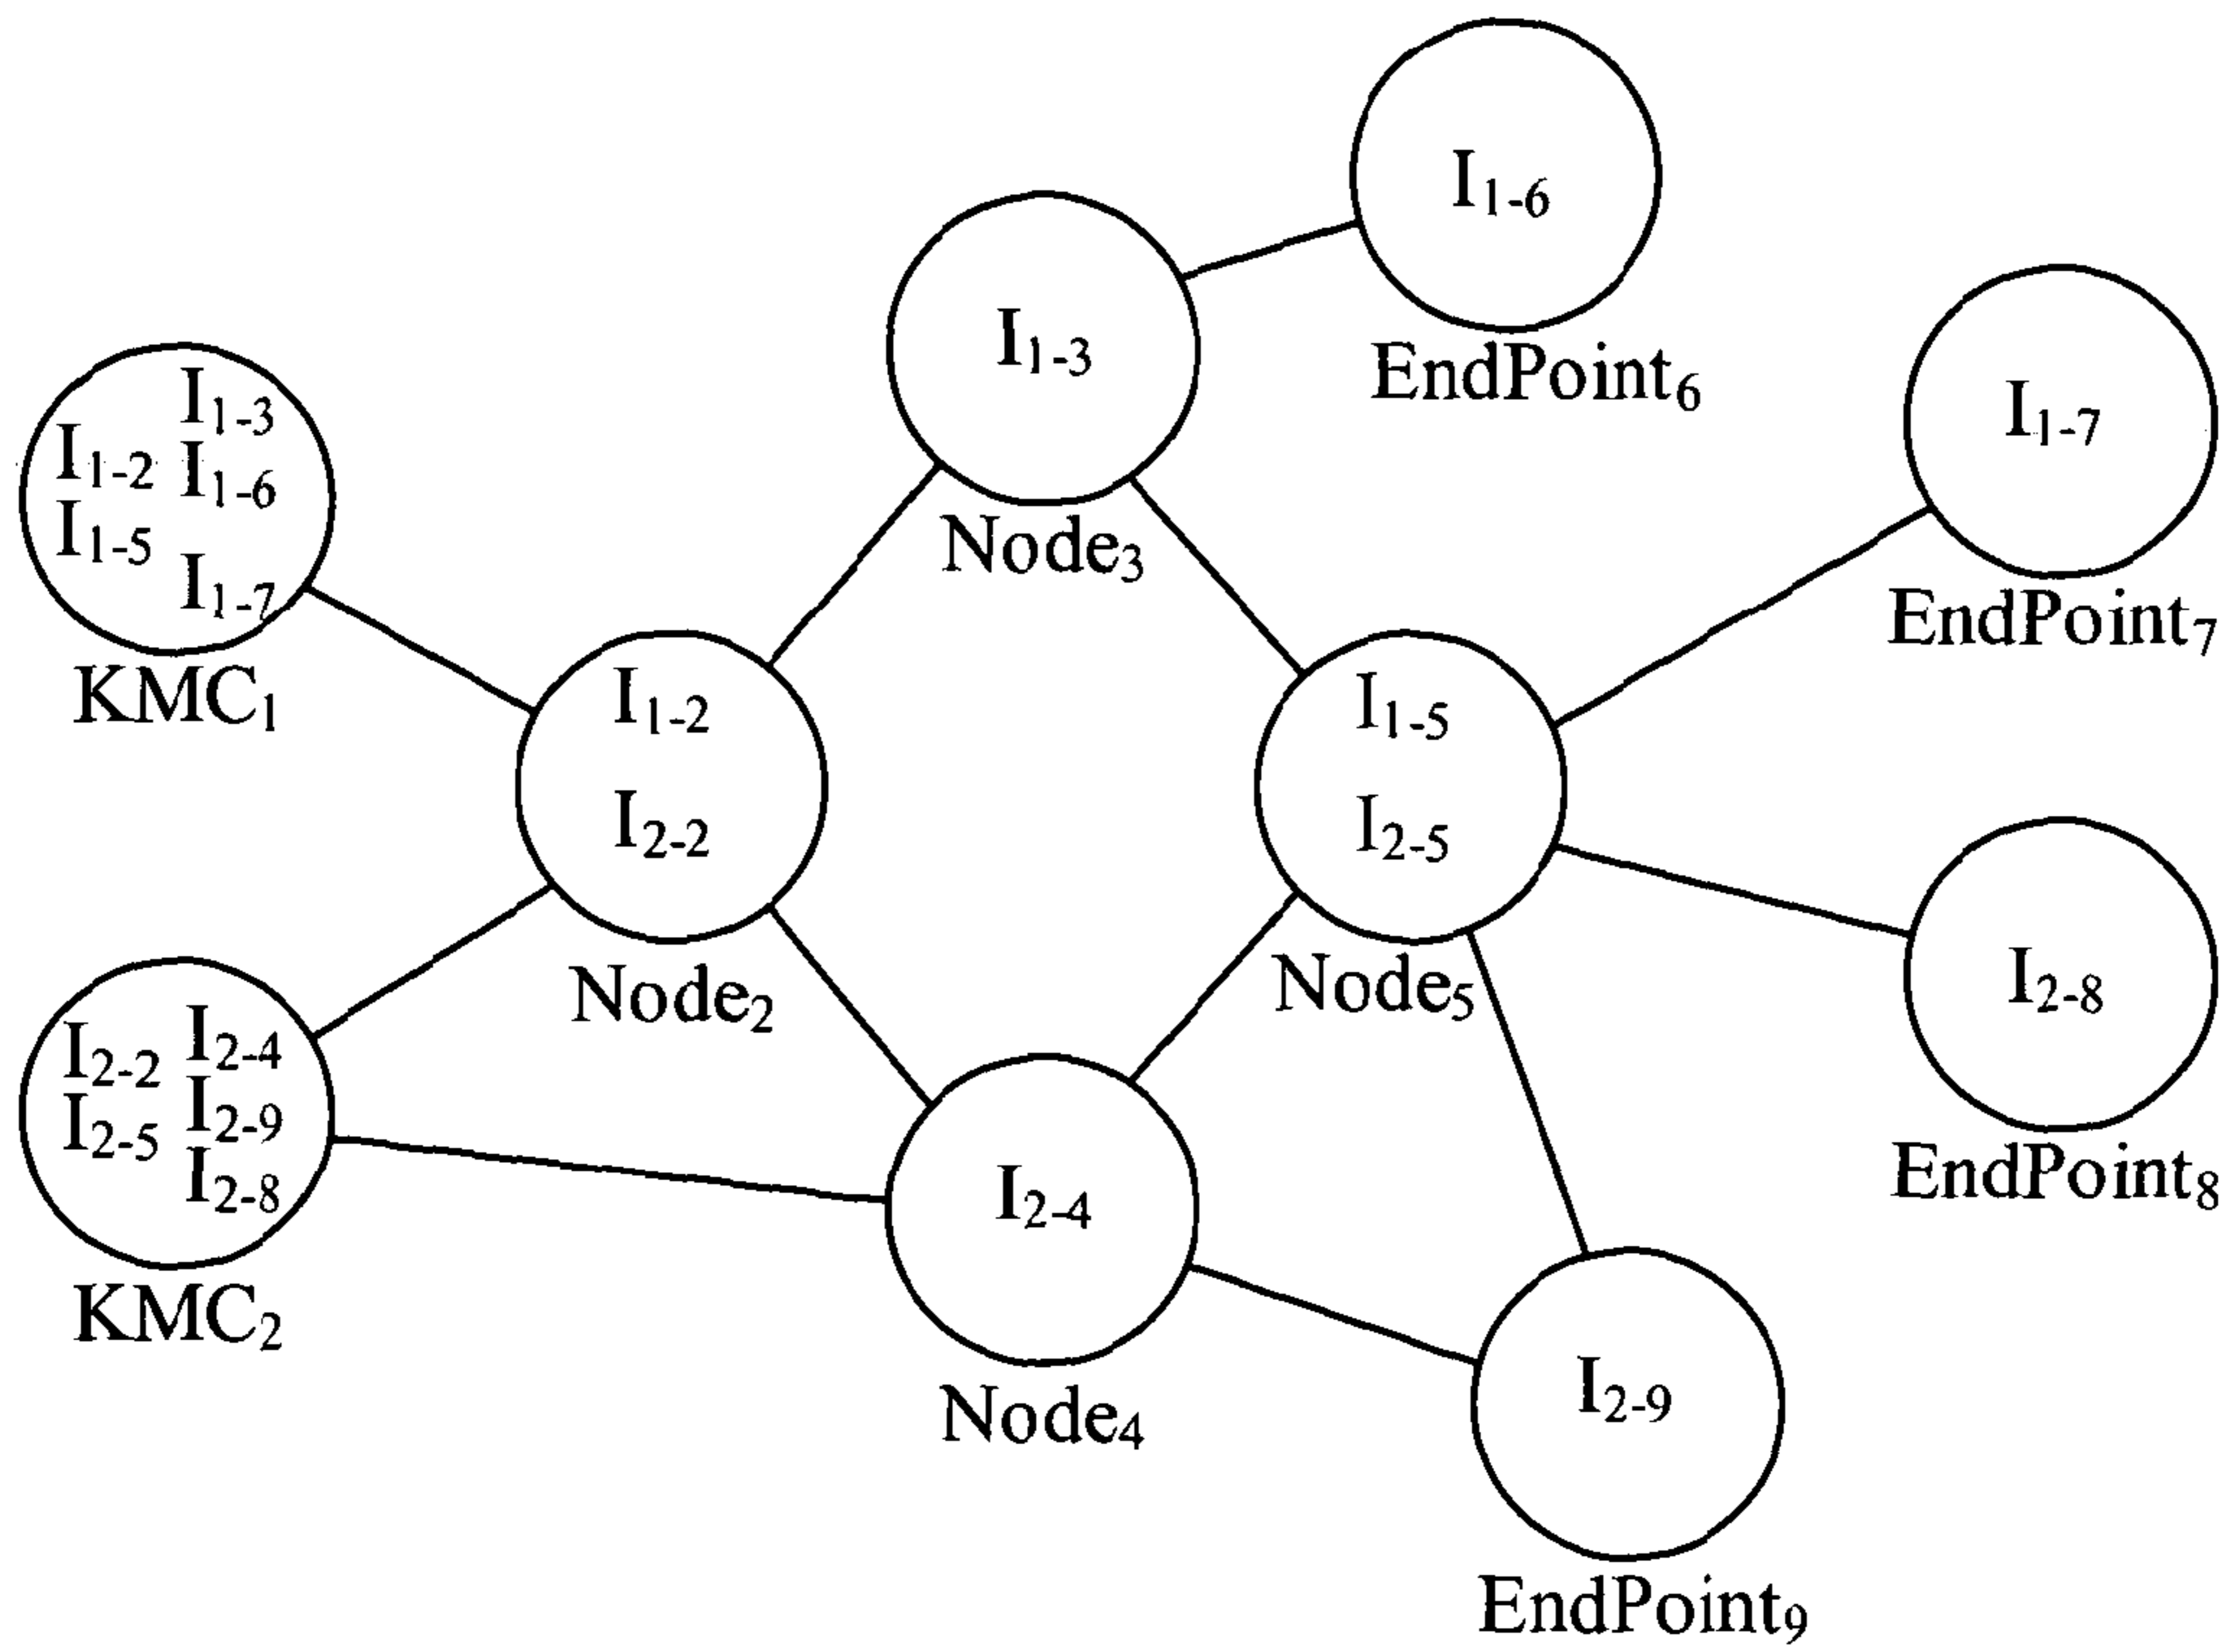 I₁₋₆
EndPoint₆
I₁₋₃
Node₃
I₁₋₇
EndPoint₇
I₁₋₃
I₁₋₂
I₁₋₆
I₁₋₅
I₁₋₇
KMC₁
I₁₋₂
I₂₋₂
Node₂
I₁₋₅
I₂₋₅
Node₅
I₂₋₈
EndPoint₈
I₂₋₂
I₂₋₄
I₂₋₅
I₂₋₉
I₂₋₈
KMC₂
I₂₋₄
Node₄
I₂₋₉
EndPoint₉